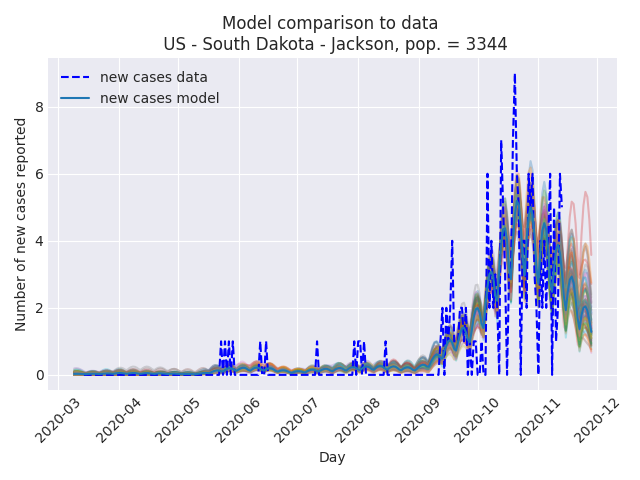 Model comparison to data
US - South Dakota - Jackson, pop. = 3344
new cases data
new cases model
Number of new cases reported
8
6
4
2
0
2020-03
2020-04
2020-05
2020-06
2020-07
2020-08
2020-09
2020-10
2020-11
2020-12
Day